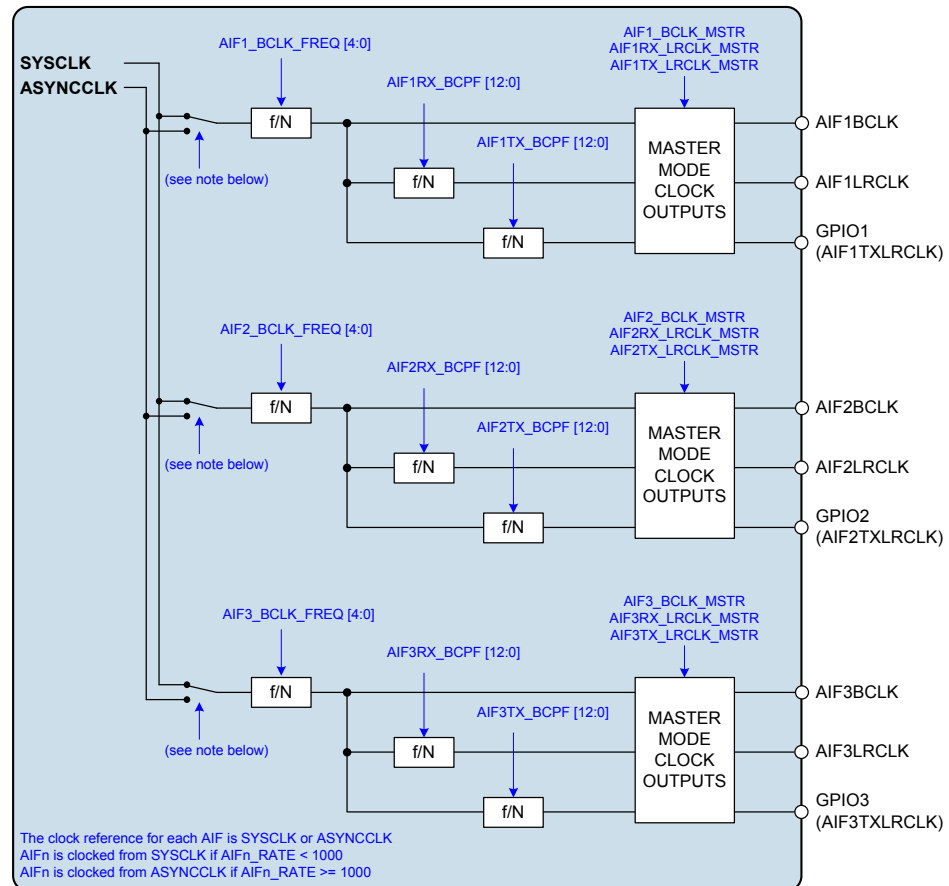 SYSCLK
ASYNCCLK
AIF1_BCLK_FREQ [4:0]
AIF1RX_BCPF [12:0]
AIF1TX_BCPF [12:0]
AIF1_BCLK_MSTR
AIF1RX_LRCLK_MSTR
AIF1TX_LRCLK_MSTR
(see note below)
f/N
f/N
f/N
MASTER
MODE
CLOCK
OUTPUTS
AIF1BCLK
AIF1LRCLK
GPIO1
(AIF1TXLRCLK)
AIF2_BCLK_FREQ [4:0]
AIF2RX_BCPF [12:0]
AIF2TX_BCPF [12:0]
AIF2_BCLK_MSTR
AIF2RX_LRCLK_MSTR
AIF2TX_LRCLK_MSTR
(see note below)
f/N
f/N
f/N
MASTER
MODE
CLOCK
OUTPUTS
AIF2BCLK
AIF2LRCLK
GPIO2
(AIF2TXLRCLK)
AIF3_BCLK_FREQ [4:0]
AIF3RX_BCPF [12:0]
AIF3TX_BCPF [12:0]
AIF3_BCLK_MSTR
AIF3RX_LRCLK_MSTR
AIF3TX_LRCLK_MSTR
(see note below)
f/N
f/N
f/N
MASTER
MODE
CLOCK
OUTPUTS
AIF3BCLK
AIF3LRCLK
GPIO3
(AIF3TXLRCLK)
The clock reference for each AIF is SYSCLK or ASYNCCLK
AIFn is clocked from SYSCLK if AIFn_RATE < 1000
AIFn is clocked from ASYNCCLK if AIFn_RATE >= 1000